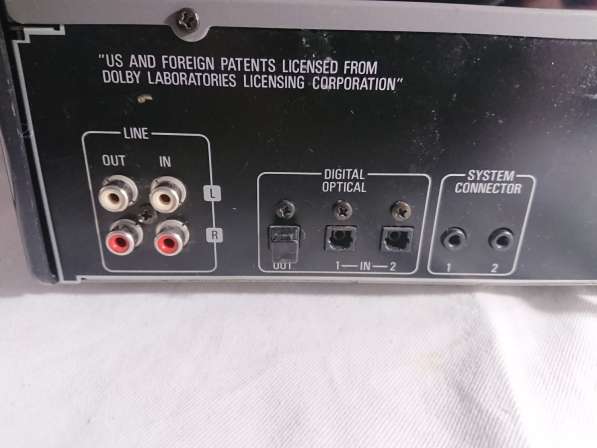 "US AND FOREIGN PATENTS LICENSED FROM
DOLBY LABORATORIES LICENSING CORPORATION"
LINE
OUT IN
L
R
DIGITAL
OPTICAL
OUT 1 IN 2
SYSTEM
CONNECTOR
1 2